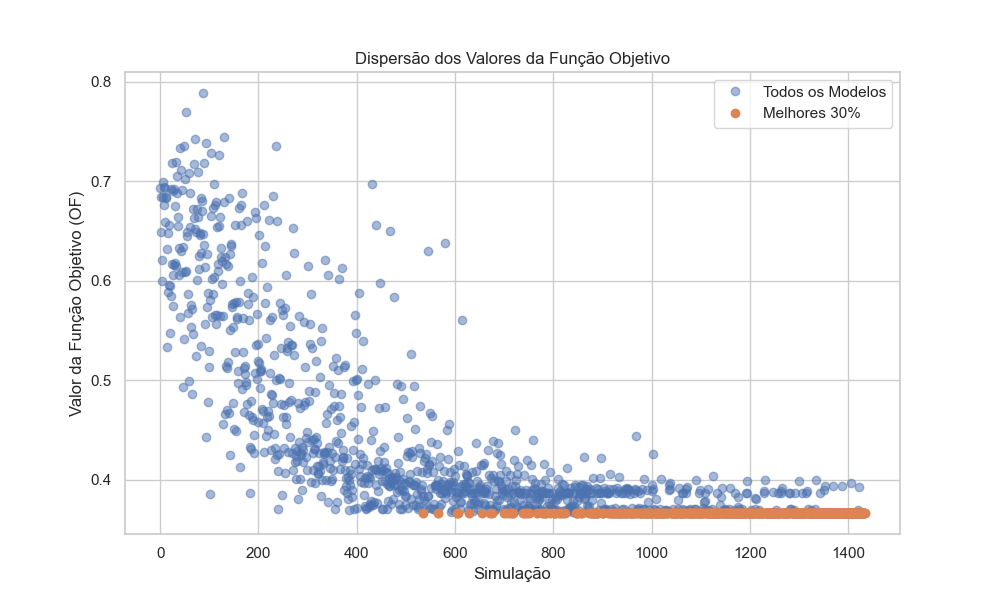 Dispersão dos Valores da Função Objetivo
Todos os Modelos
Melhores 30%
Valor da Função Objetivo (OF)
0.8
0.7
0.6
0.5
0.4
0
200
400
600
800
1000
1200
1400
Simulação